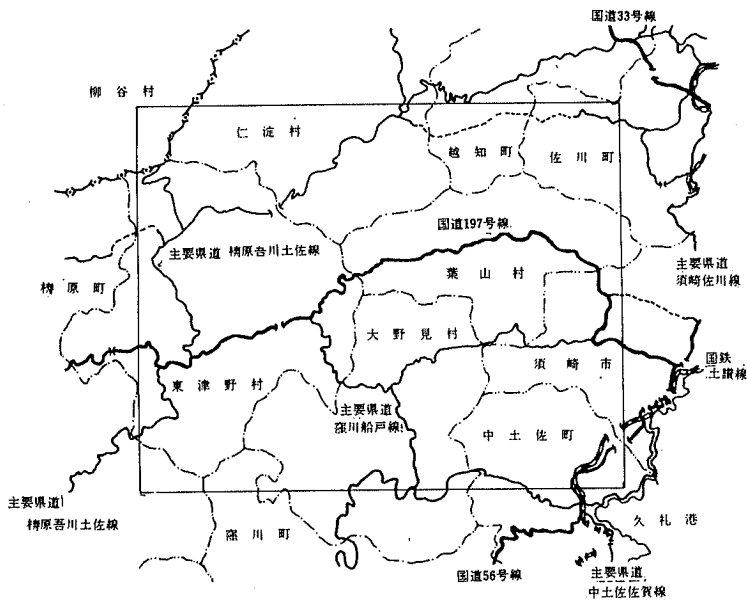 国道33号線
柳谷村
仁淀村
越知町
佐川町
国道197号線
主要県道 梼原吾川土佐線
主要県道
須崎佐川線
葉山村
梼原町
大野見村
須崎市
国鉄
土讃線
東津野村
主要県道
窪川船戸線
中土佐町
主要県道
梼原吾川土佐線
窪川町
久礼港
国道56号線
主要県道
中土佐佐賀線